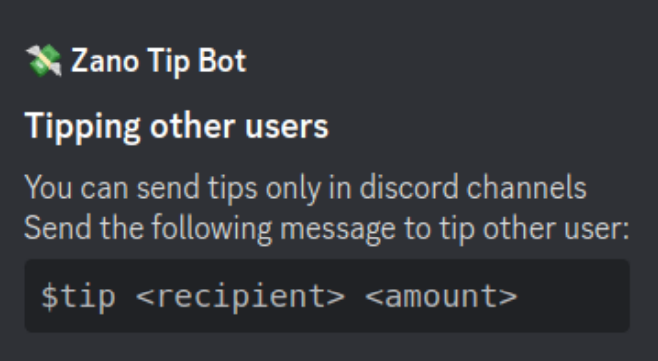 💸 Zano Tip Bot
Tipping other users
You can send tips only in discord channels
Send the following message to tip other user:
$tip <recipient> <amount>